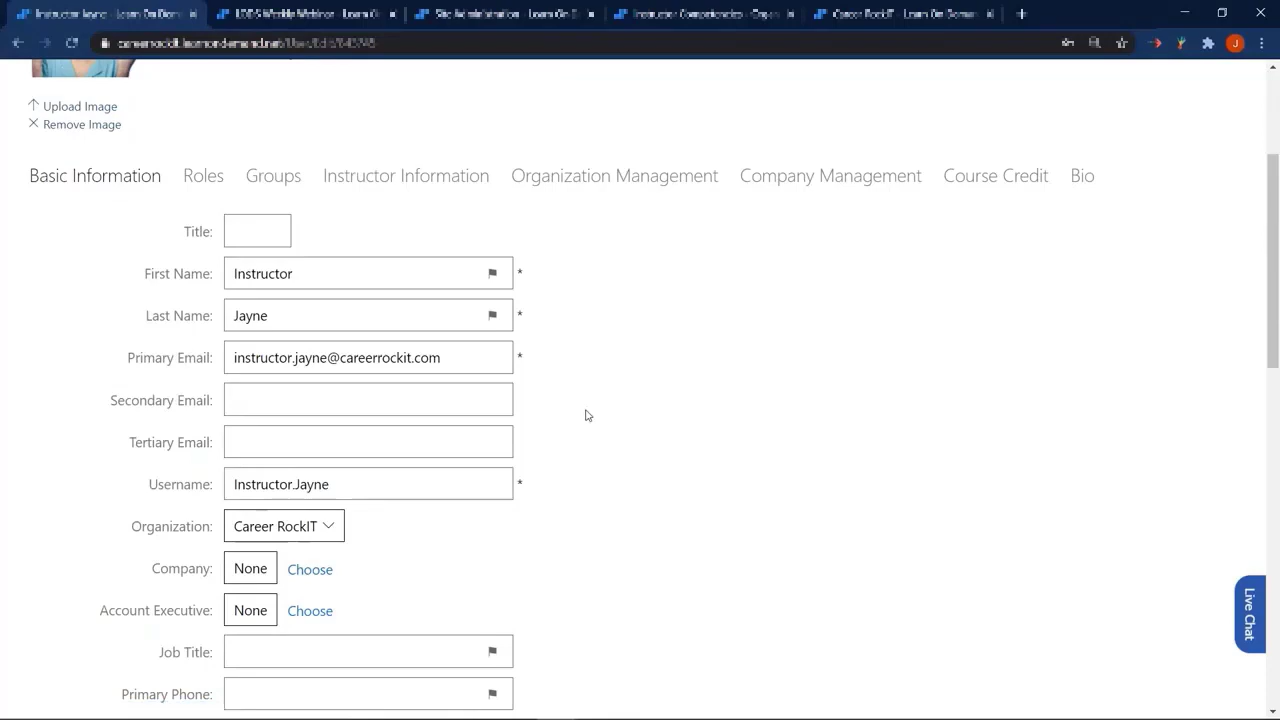 J
Upload Image
Remove Image
Basic Information Roles Groups Instructor Information Organization Management Company Management Course Credit Bio
Title:
First Name: Instructor *
Last Name: Jayne *
Primary Email: instructor.jayne@careerrockit.com *
Secondary Email:
Tertiary Email:
Username: Instructor.Jayne *
Organization: Career RockIT
Company: None Choose
Account Executive: None Choose
Job Title:
Primary Phone:
Live Chat